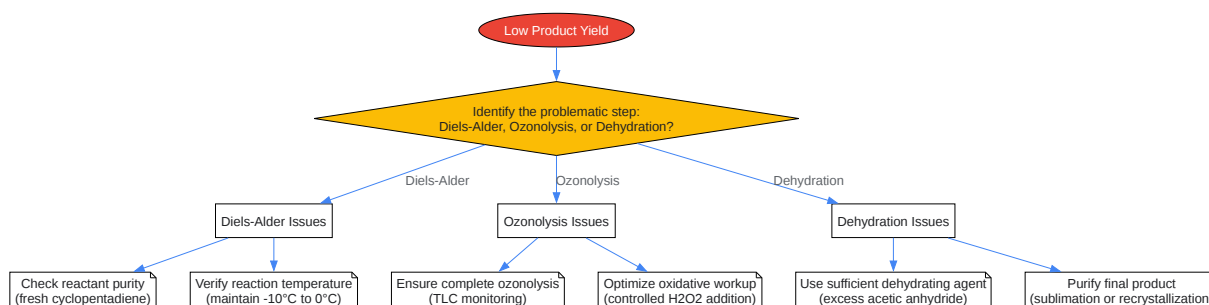 Low Product Yield
Identify the problematic step:
Diels-Alder, Ozonolysis, or Dehydration?
Diels-Alder
Ozonolysis
Dehydration
Diels-Alder Issues
Ozonolysis Issues
Dehydration Issues
Check reactant purity
(fresh cyclopentadiene)
Verify reaction temperature
(maintain -10°C to 0°C)
Ensure complete ozonolysis
(TLC monitoring)
Optimize oxidative workup
(controlled H2O2 addition)
Use sufficient dehydrating agent
(excess acetic anhydride)
Purify final product
(sublimation or recrystallization